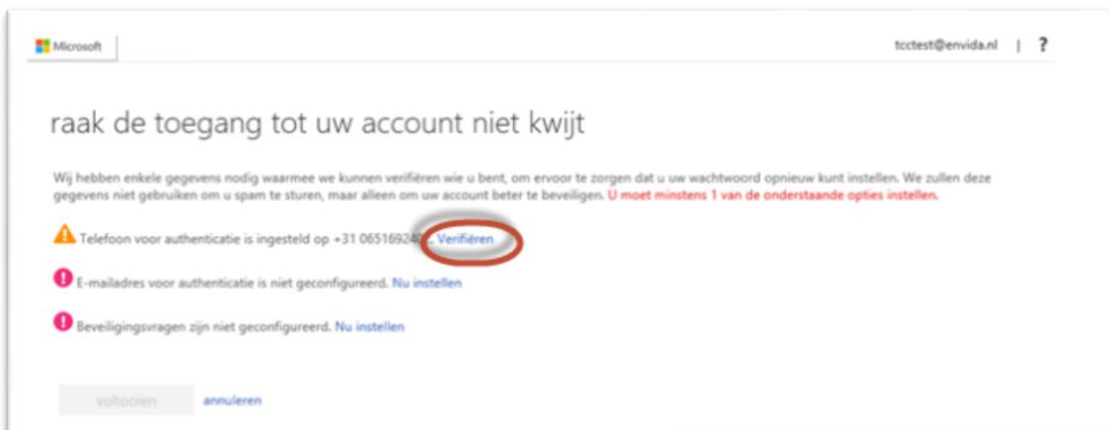 Microsoft
tcctest@envida.nl | ?
raak de toegang tot uw account niet kwijt
Wij hebben enkele gegevens nodig waarmee we kunnen verifiëren wie u bent, om ervoor te zorgen dat u uw wachtwoord opnieuw kunt instellen. We zullen deze
gegevens niet gebruiken om u spam te sturen, maar alleen om uw account beter te beveiligen. U moet minstens 1 van de onderstaande opties instellen.
Telefoon voor authenticatie is ingesteld op +31 Verifiëren
E-mailadres voor authenticatie is niet geconfigureerd. Nu instellen
Beveiligingsvragen zijn niet geconfigureerd. Nu instellen
voltooien annuleren